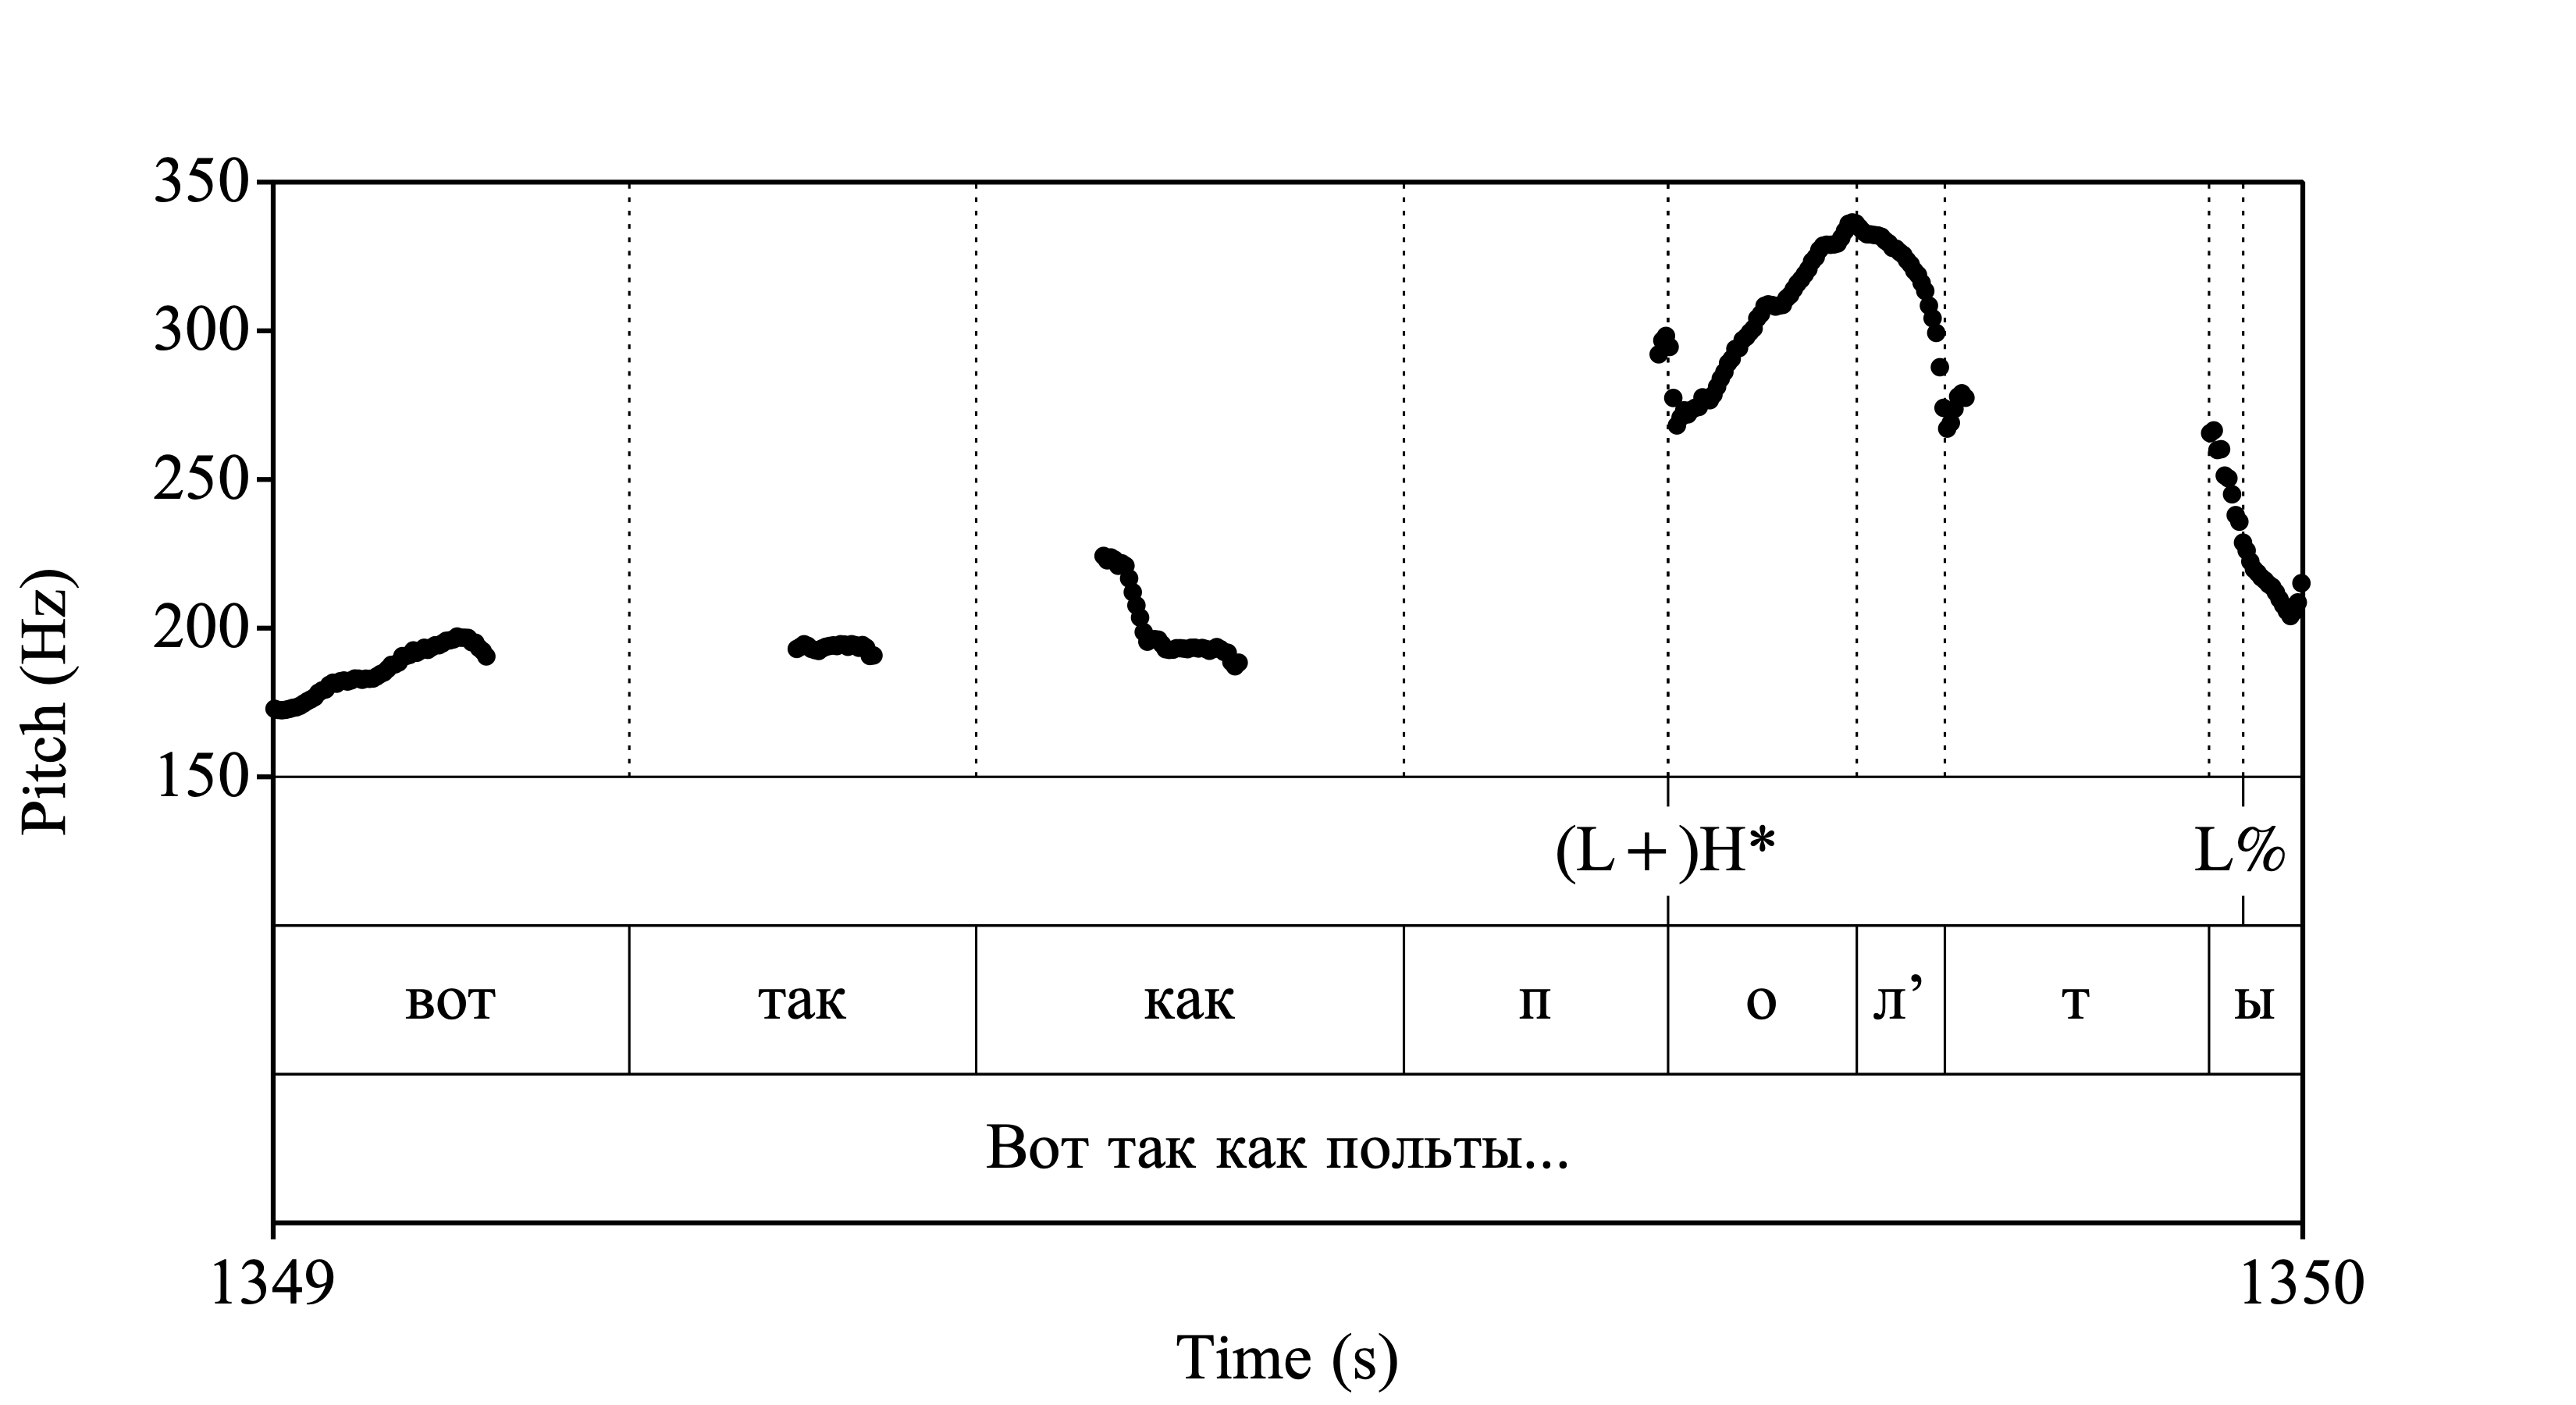 350
300
250
200
150
Pitch (Hz)
(L+)H* L%
вот так как п о л’ т ы
Вот так как польты...
1349 1350
Time (s)